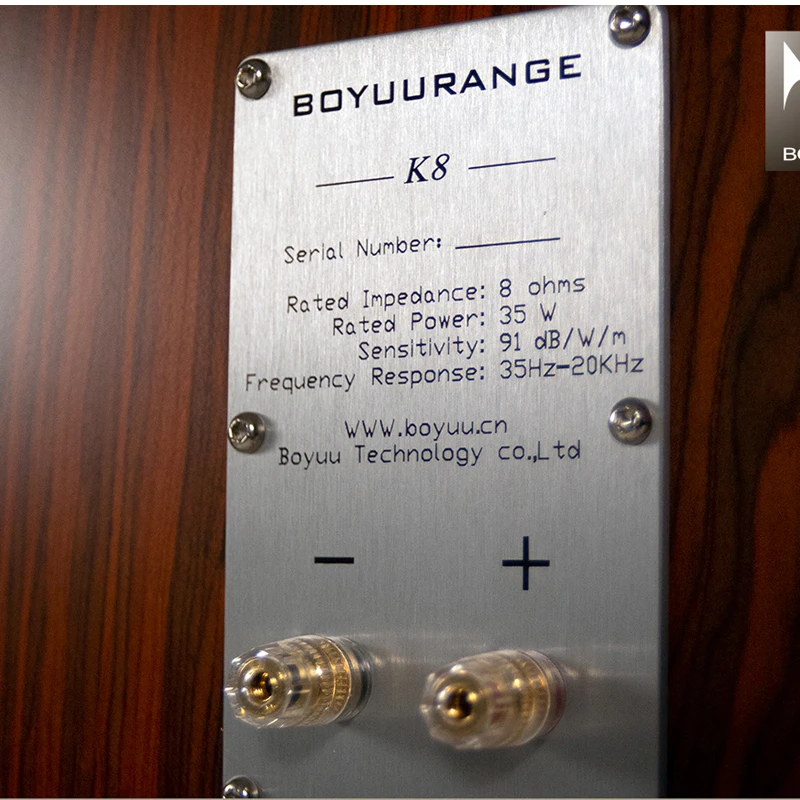 BOYUURANGE
K8
Serial Number:
Rated Impedance: 8 ohms
Rated Power: 35 W
Sensitivity: 91 dB/W/m
Frequency Response: 35Hz-20KHz
WWW.boyuu.cn
Boyuu Technology co.,Ltd
- +